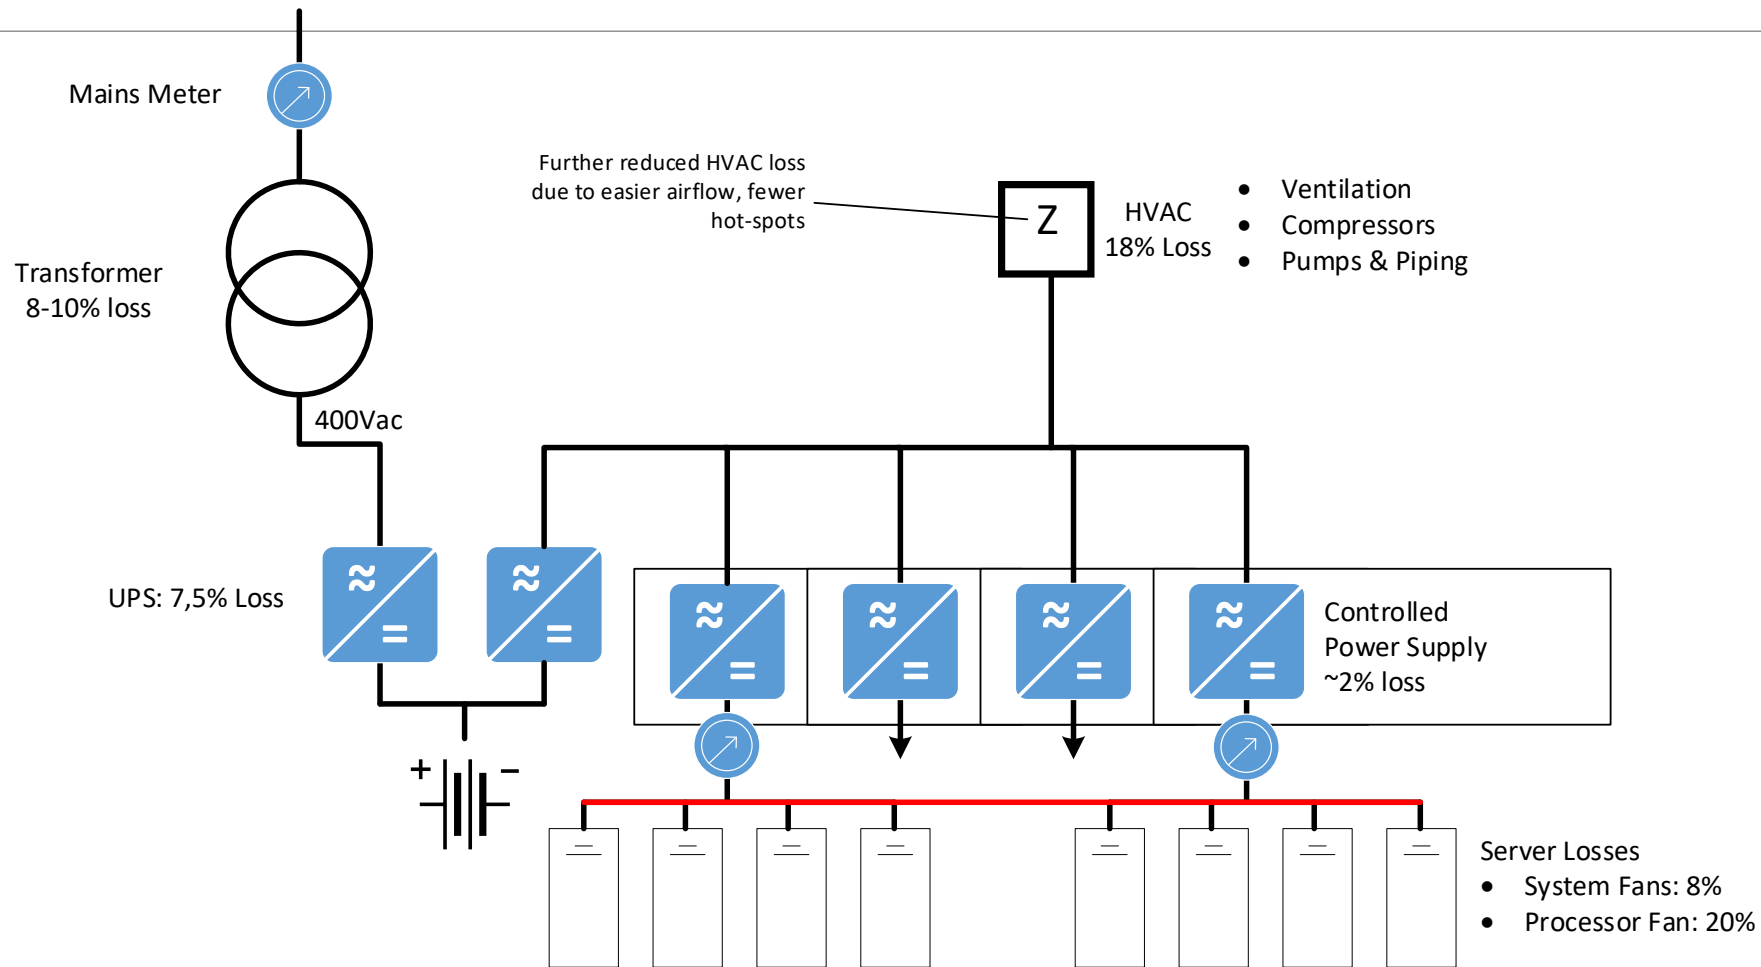 Mains Meter
Transformer
8-10% loss
400Vac
UPS: 7,5% Loss
+
−
Further reduced HVAC loss
due to easier airflow, fewer
hot-spots
Z
HVAC
18% Loss
• Ventilation
• Compressors
• Pumps & Piping
Controlled
Power Supply
~2% loss
Server Losses
• System Fans: 8%
• Processor Fan: 20%